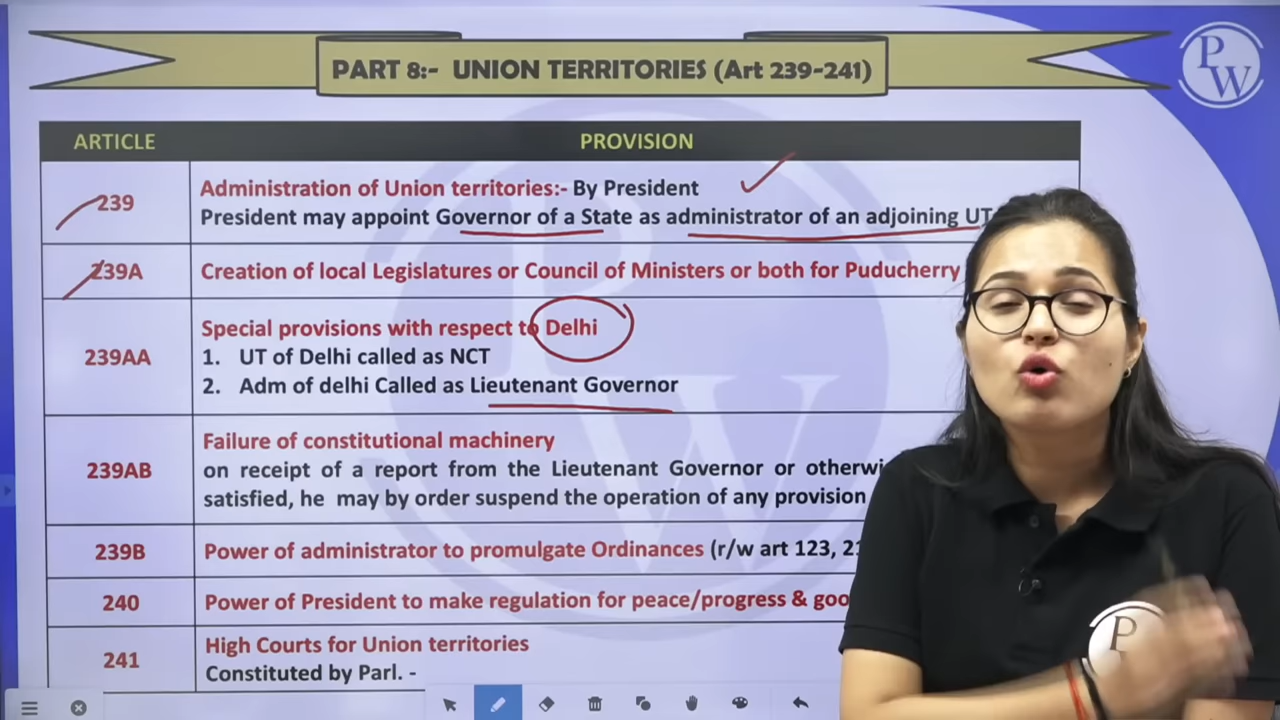 PART 8:- UNION TERRITORIES (Art 239-241)
PW
ARTICLE PROVISION
239 Administration of Union territories:- By President
President may appoint Governor of a State as administrator of an adjoining UT
239A Creation of local Legislatures or Council of Ministers or both for Puducherry
239AA Special provisions with respect to Delhi
1. UT of Delhi called as NCT
2. Adm of delhi Called as Lieutenant Governor
239AB Failure of constitutional machinery
on receipt of a report from the Lieutenant Governor or
satisfied, he may by order suspend the operation of any provision
239B Power of administrator to promulgate Ordinances (r/w art 123,
240 Power of President to make regulation for peace/progress &
241 High Courts for Union territories
Constituted by Parl. -